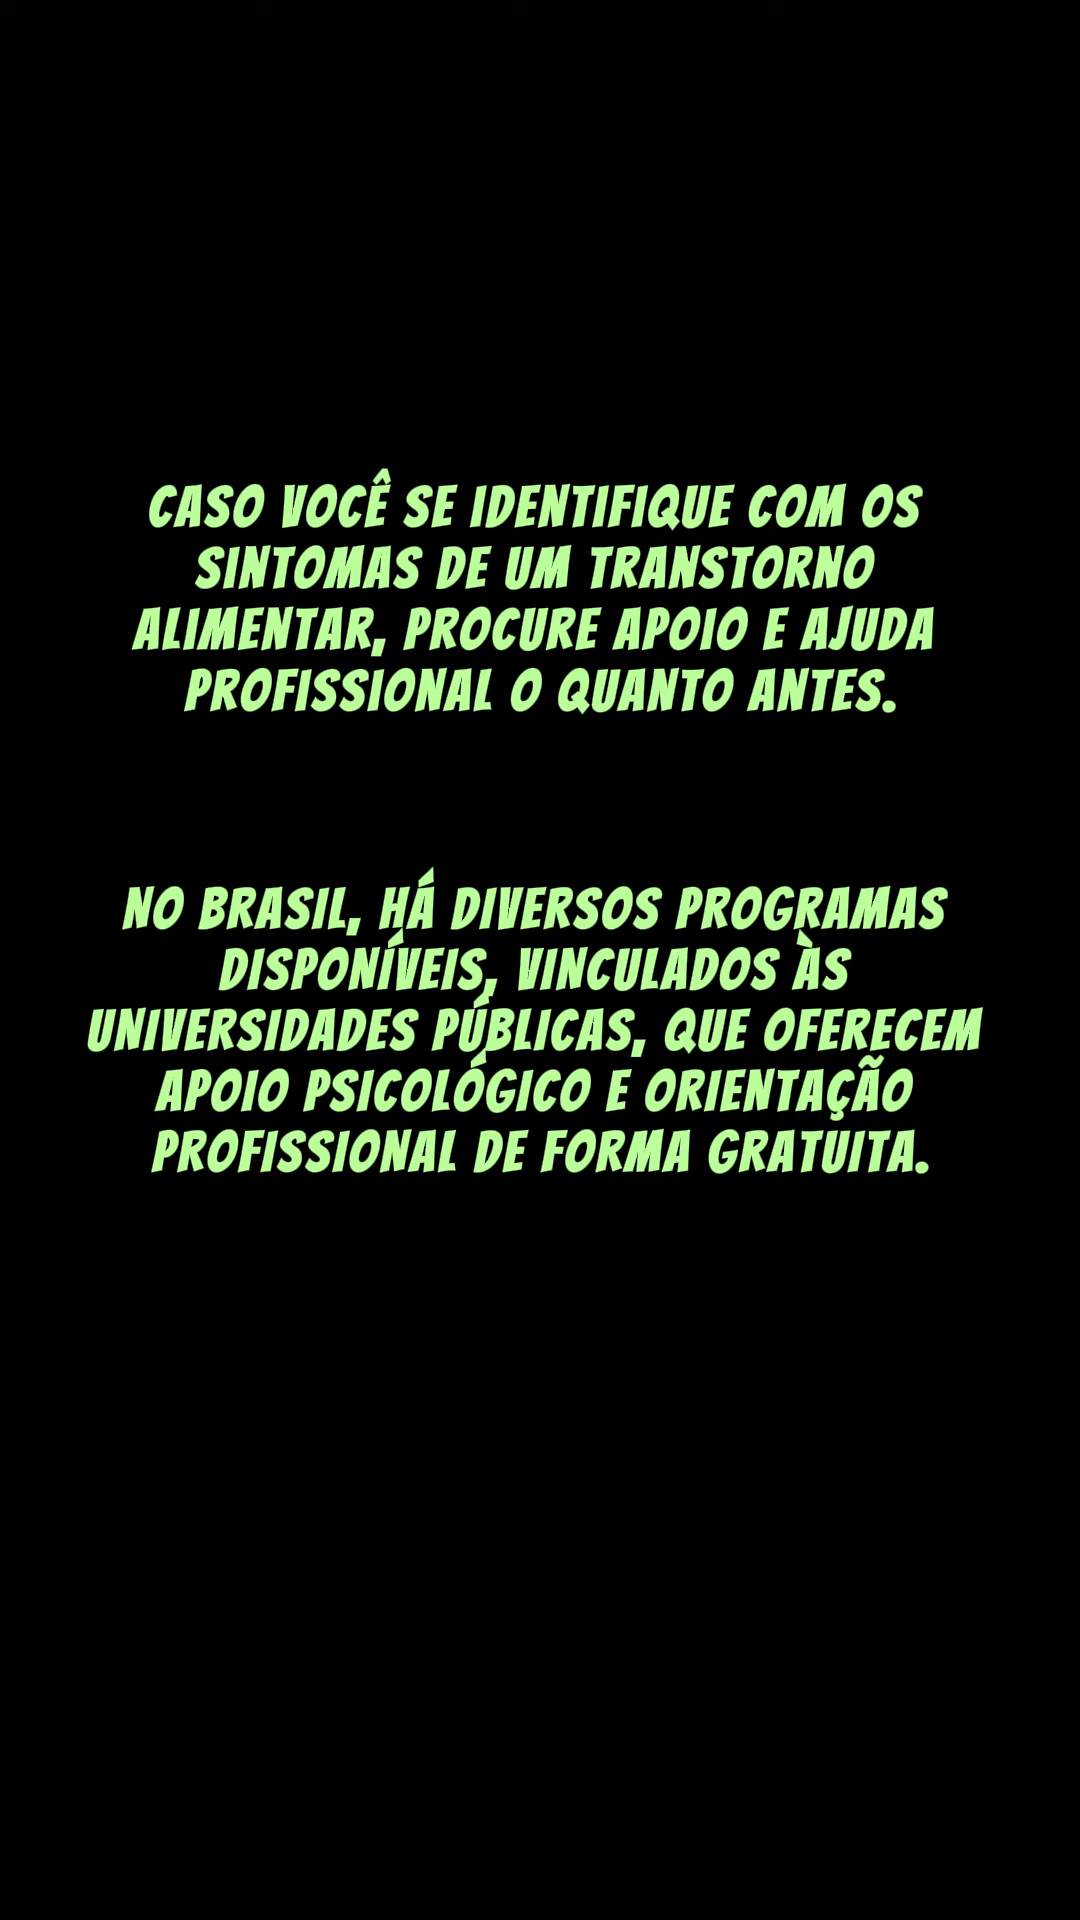 CASO VOCÊ SE IDENTIFIQUE COM OS
SINTOMAS DE UM TRANSTORNO
ALIMENTAR, PROCURE APOIO E AJUDA
PROFISSIONAL O QUANTO ANTES.
NO BRASIL, HÁ DIVERSOS PROGRAMAS
DISPONÍVEIS, VINCULADOS ÀS
UNIVERSIDADES PÚBLICAS, QUE OFERECEM
APOIO PSICOLÓGICO E ORIENTAÇÃO
PROFISSIONAL DE FORMA GRATUITA.